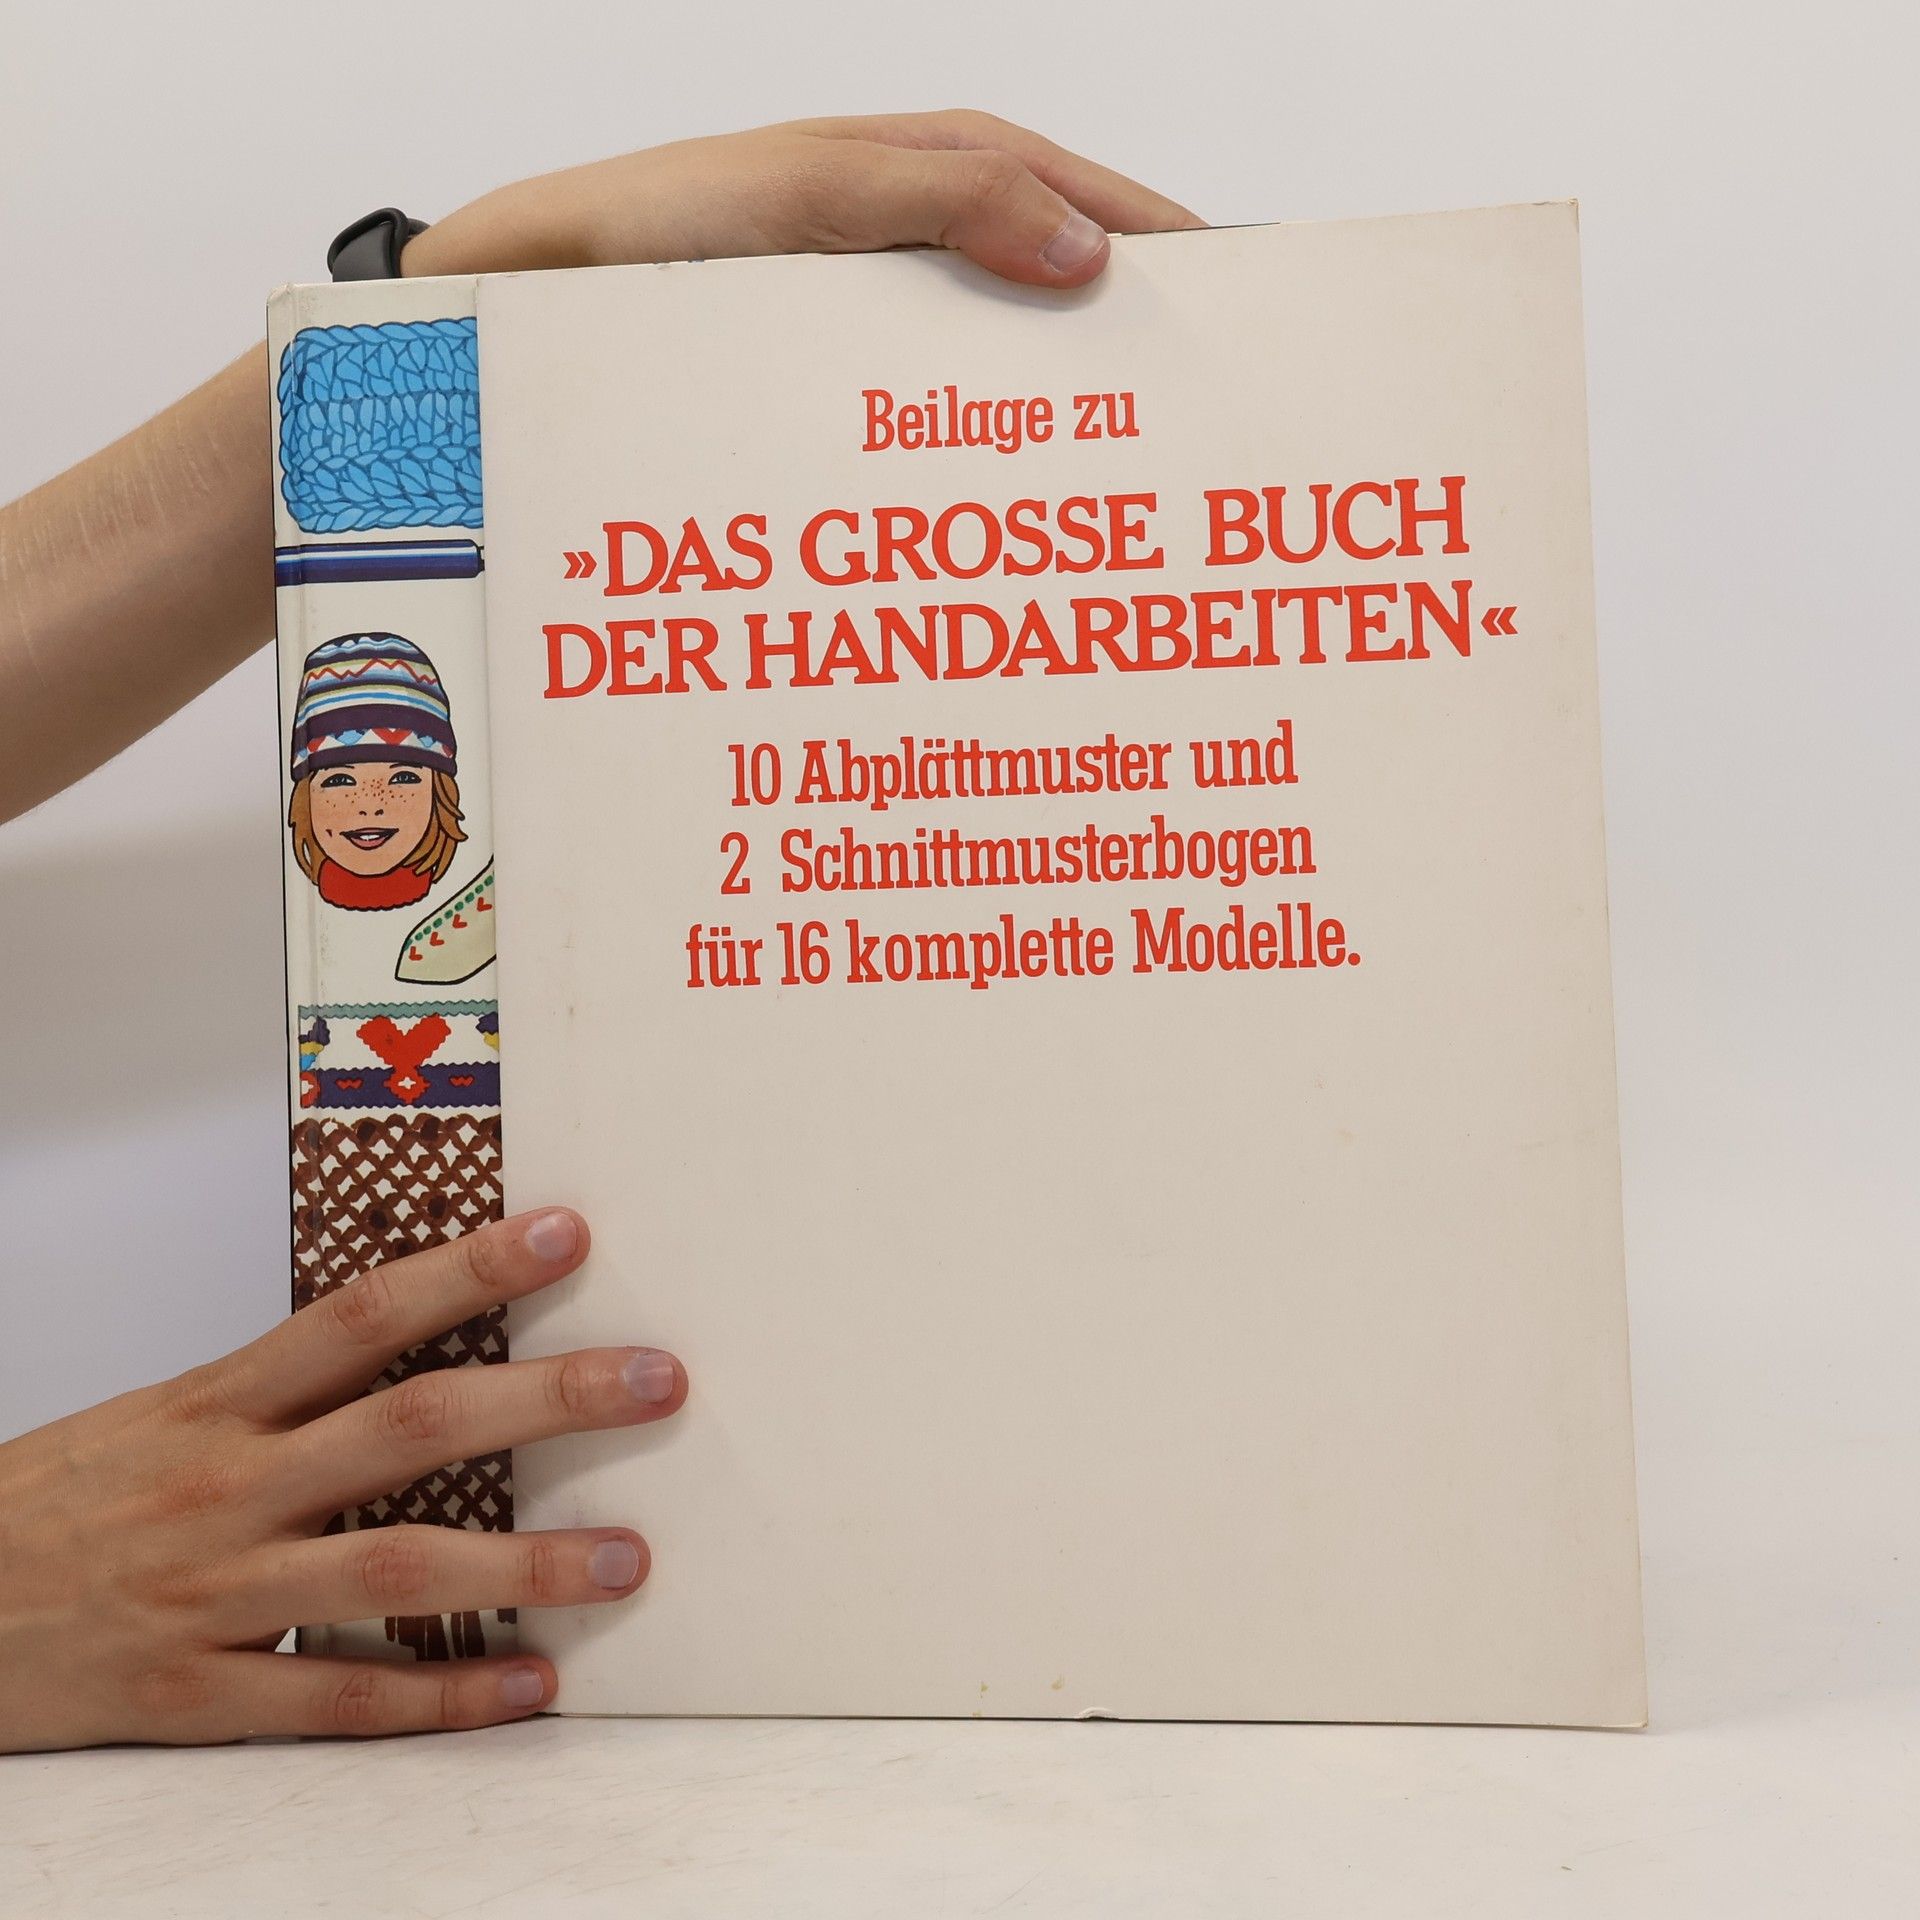 Beilage zu
»DAS GROSSE BUCH
DER HANDARBEITEN«
10 Abplättmuster und
2 Schnittmusterbogen
für 16 komplette Modelle.